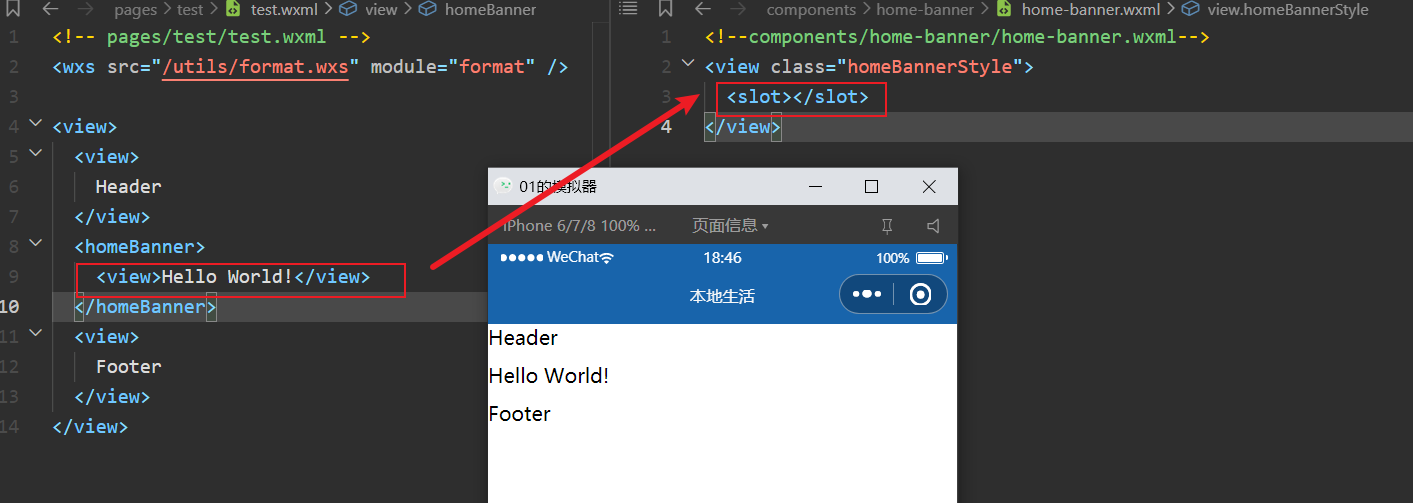 pages > test > test.wxml > view > homeBanner
1 <!-- pages/test/test.wxml -->
2 <wxs src="/utils/format.wxs" module="format" />
3
4 <view>
5 <view>
6 Header
7 </view>
8 <homeBanner>
9 <view>Hello World!</view>
10 </homeBanner>
11 <view>
12 Footer
13 </view>
14 </view>
components > home-banner > home-banner.wxml > view.homeBannerStyle
1 <!--components/home-banner/home-banner.wxml-->
2 <view class="homeBannerStyle">
3 <slot></slot>
4 </view>
01的模拟器
iPhone 6/7/8 100% ... 页面信息
WeChat 18:46 100%
本地生活
Header
Hello World!
Footer